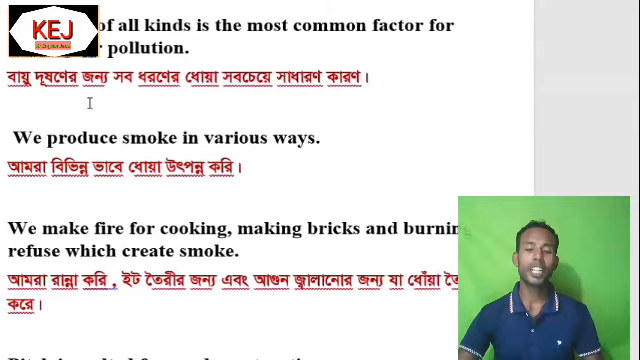 KEJ
of all kinds is the most common factor for
pollution.
বায়ু দূষণের জন্য সব ধরণের ধোয়া সবচেয়ে সাধারণ কারণ।
We produce smoke in various ways.
আমরা বিভিন্ন ভাবে ধোয়া উৎপন্ন করি।
We make fire for cooking, making bricks and burnin
refuse which create smoke.
আমরা রান্না করি , ইট তৈরীর জন্য এবং আগুন জ্বালানোর জন্য যা ধোঁয়া তৈ
করে।